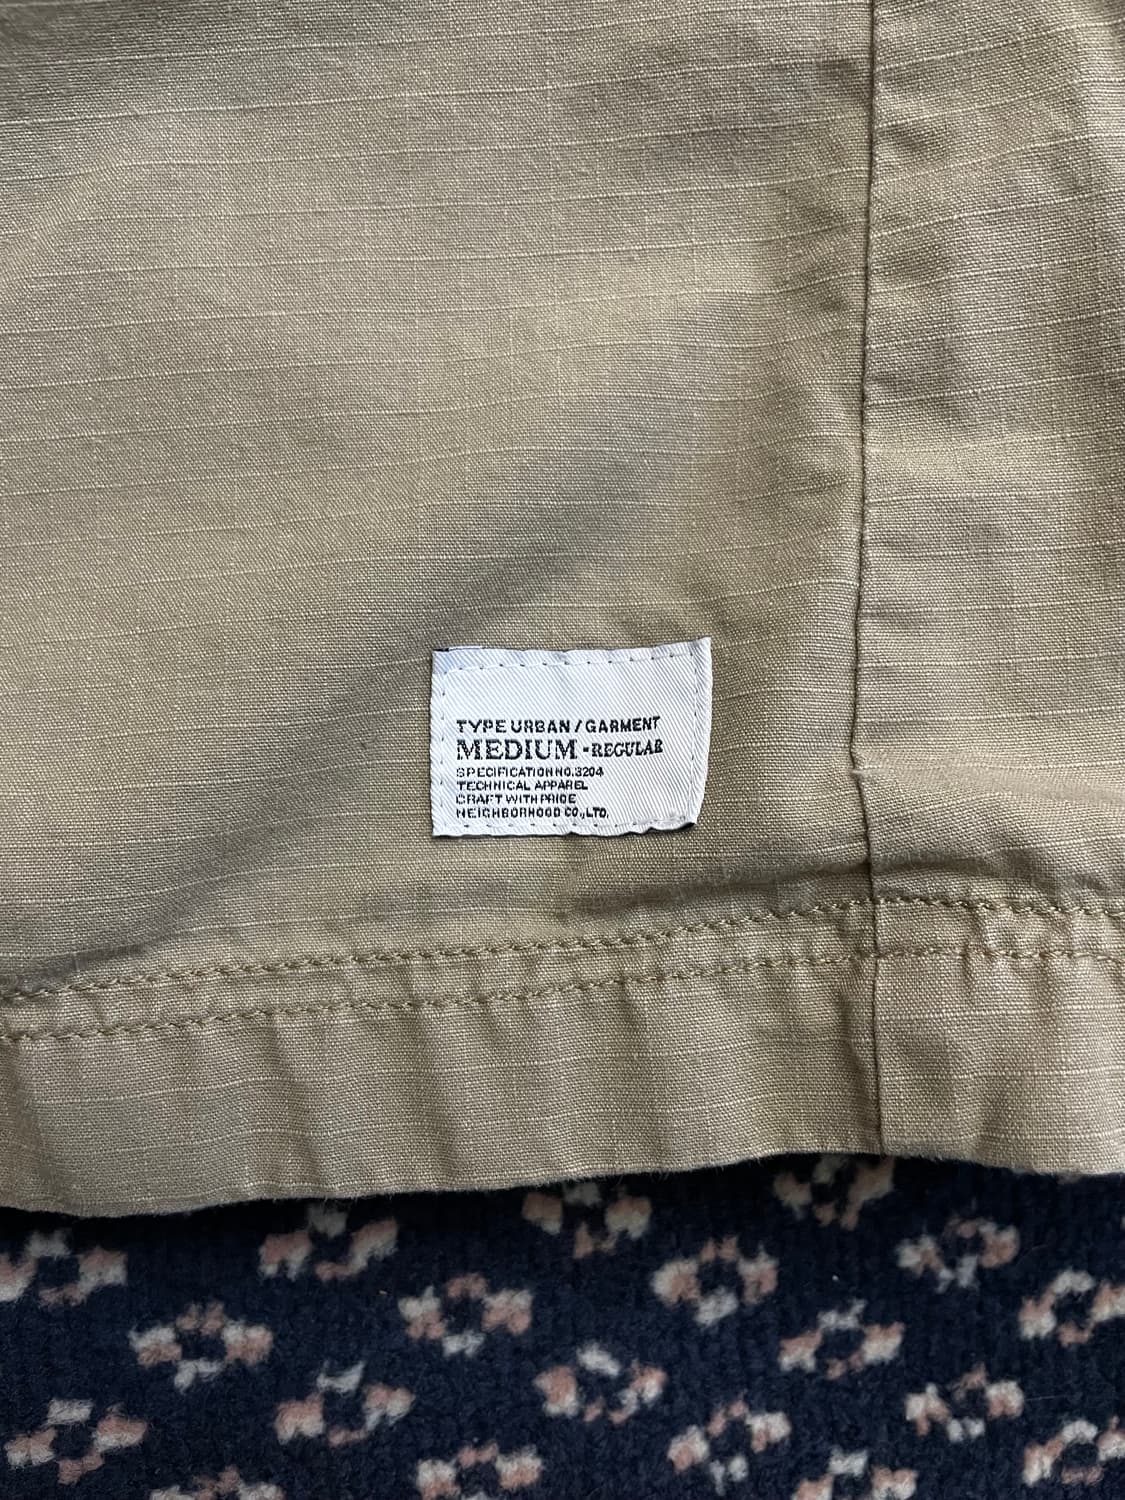 TYPE URBAN / GARMENT
MEDIUM - REGULAR
SPECIFICATION NO.3204
TECHNICAL APPAREL
CRAFT WITH PRIDE
NEIGHBORHOOD CO.,LTD.